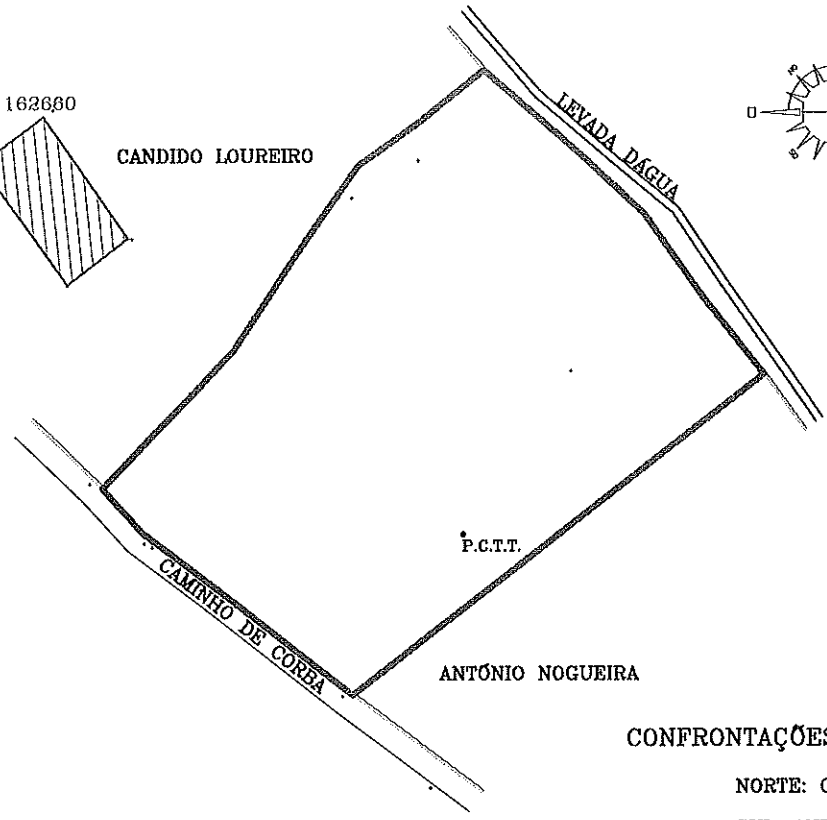 162680
CANDIDO LOUREIRO
LEVADA DÁGUA
O
P.C.T.T.
CAMINHO DE CORBA
ANTÓNIO NOGUEIRA
CONFRONTAÇÕES
NORTE: